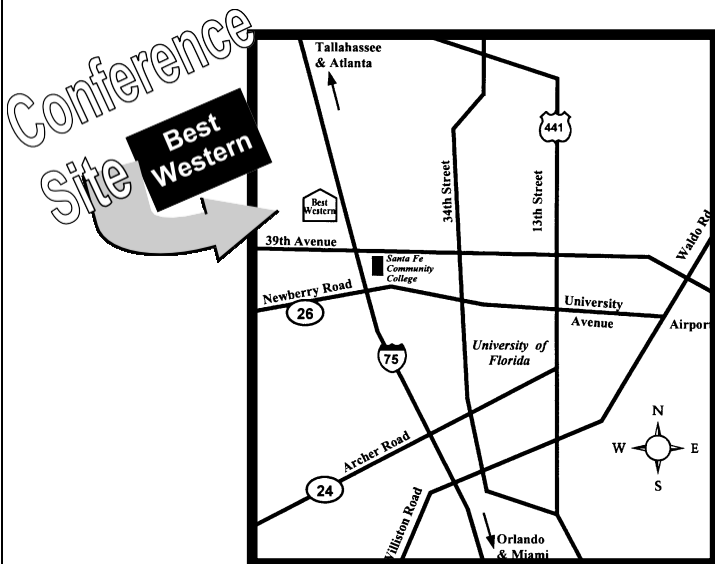 Conference
Site
Best
Western
Tallahassee
& Atlanta
441
34th Street
13th Street
Waldo Rd
Best
Western
39th Avenue
Santa Fe
Community
College
Newberry Road
26
University
Avenue
Airport
University of
Florida
75
Archer Road
24
N
W
E
S
Williston Road
Orlando
& Miami